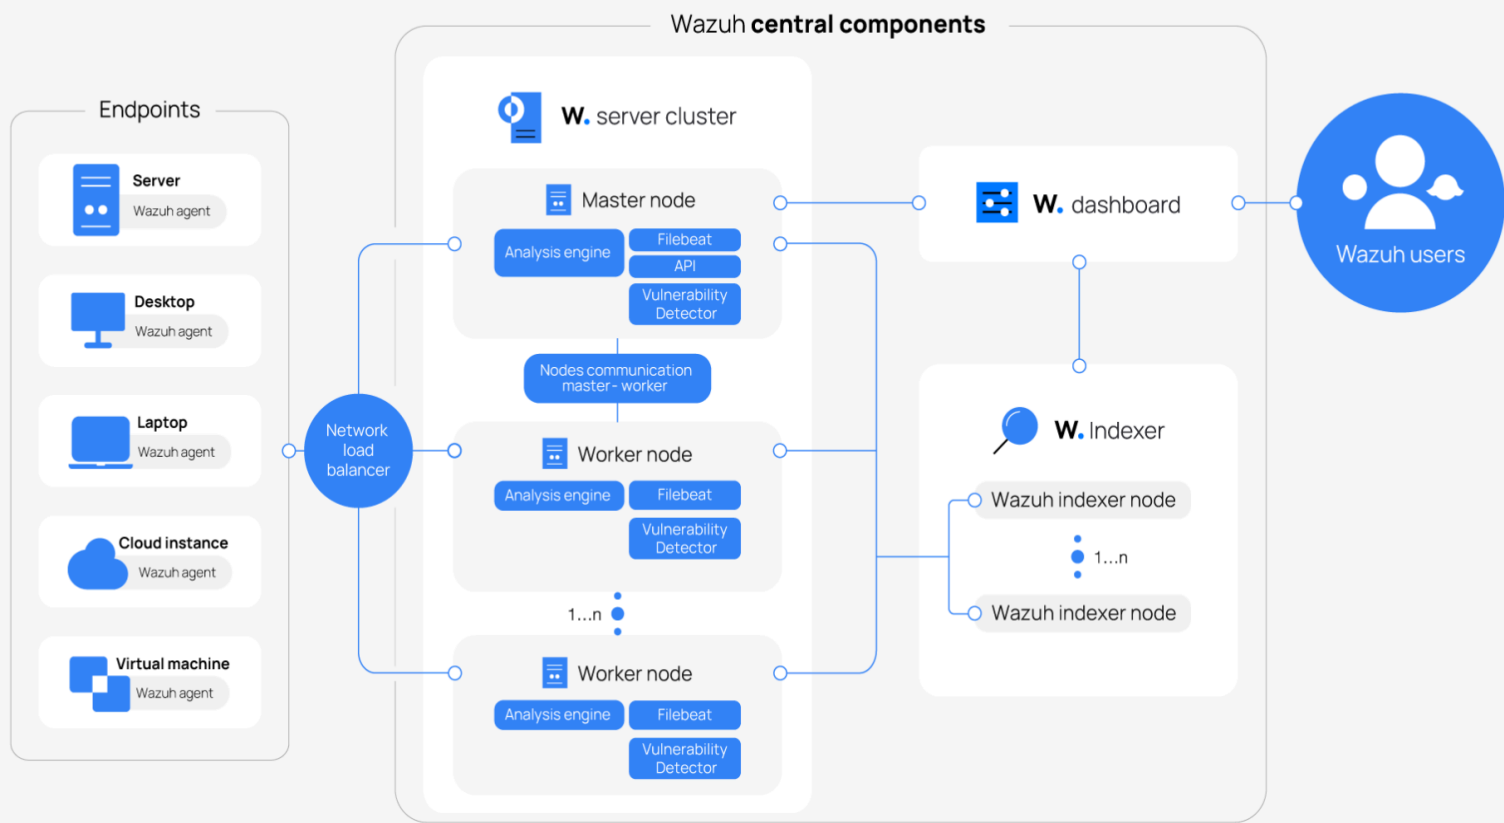 Wazuh central components
Endpoints
Server
Wazuh agent
Desktop
Wazuh agent
Laptop
Wazuh agent
Cloud instance
Wazuh agent
Virtual machine
Wazuh agent
Network
load
balancer
W. server cluster
Master node
Analysis engine
Filebeat
API
Vulnerability
Detector
Nodes communication
master- worker
Worker node
Analysis engine
Filebeat
Vulnerability
Detector
1...n
Worker node
Analysis engine
Filebeat
Vulnerability
Detector
W. dashboard
W. Indexer
Wazuh indexer node
1...n
Wazuh indexer node
Wazuh users